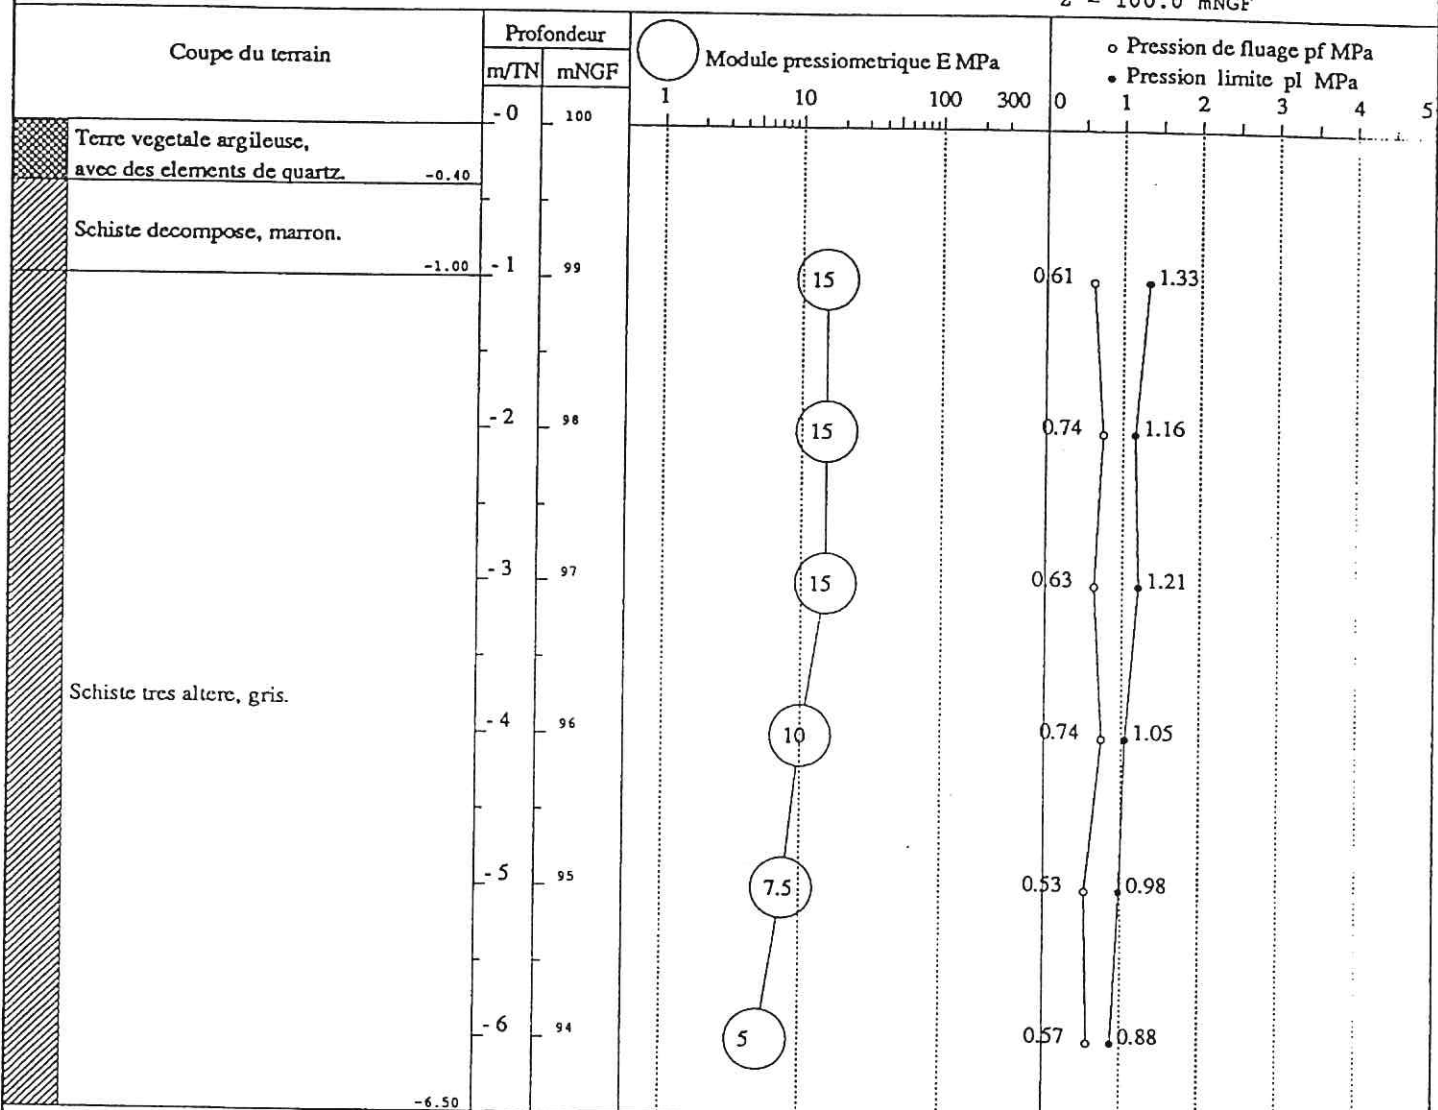 z = 100.0 mNGF
Coupe du terrain
Profondeur
m/TN mNGF
Module pressiometrique E MPa
1 10 100 300
Pression de fluage pf MPa
Pression limite pl MPa
0 1 2 3 4 5
-0 100
Terre vegetale argileuse,
avec des elements de quartz. -0.40
Schiste decompose, marron.
-1.00 -1 99 15 0.61 1.33
-2 98 15 0.74 1.16
-3 97 15 0.63 1.21
Schiste tres altere, gris.
-4 96 10 0.74 1.05
-5 95 7.5 0.53 0.98
-6 94 5 0.57 0.88
-6.50